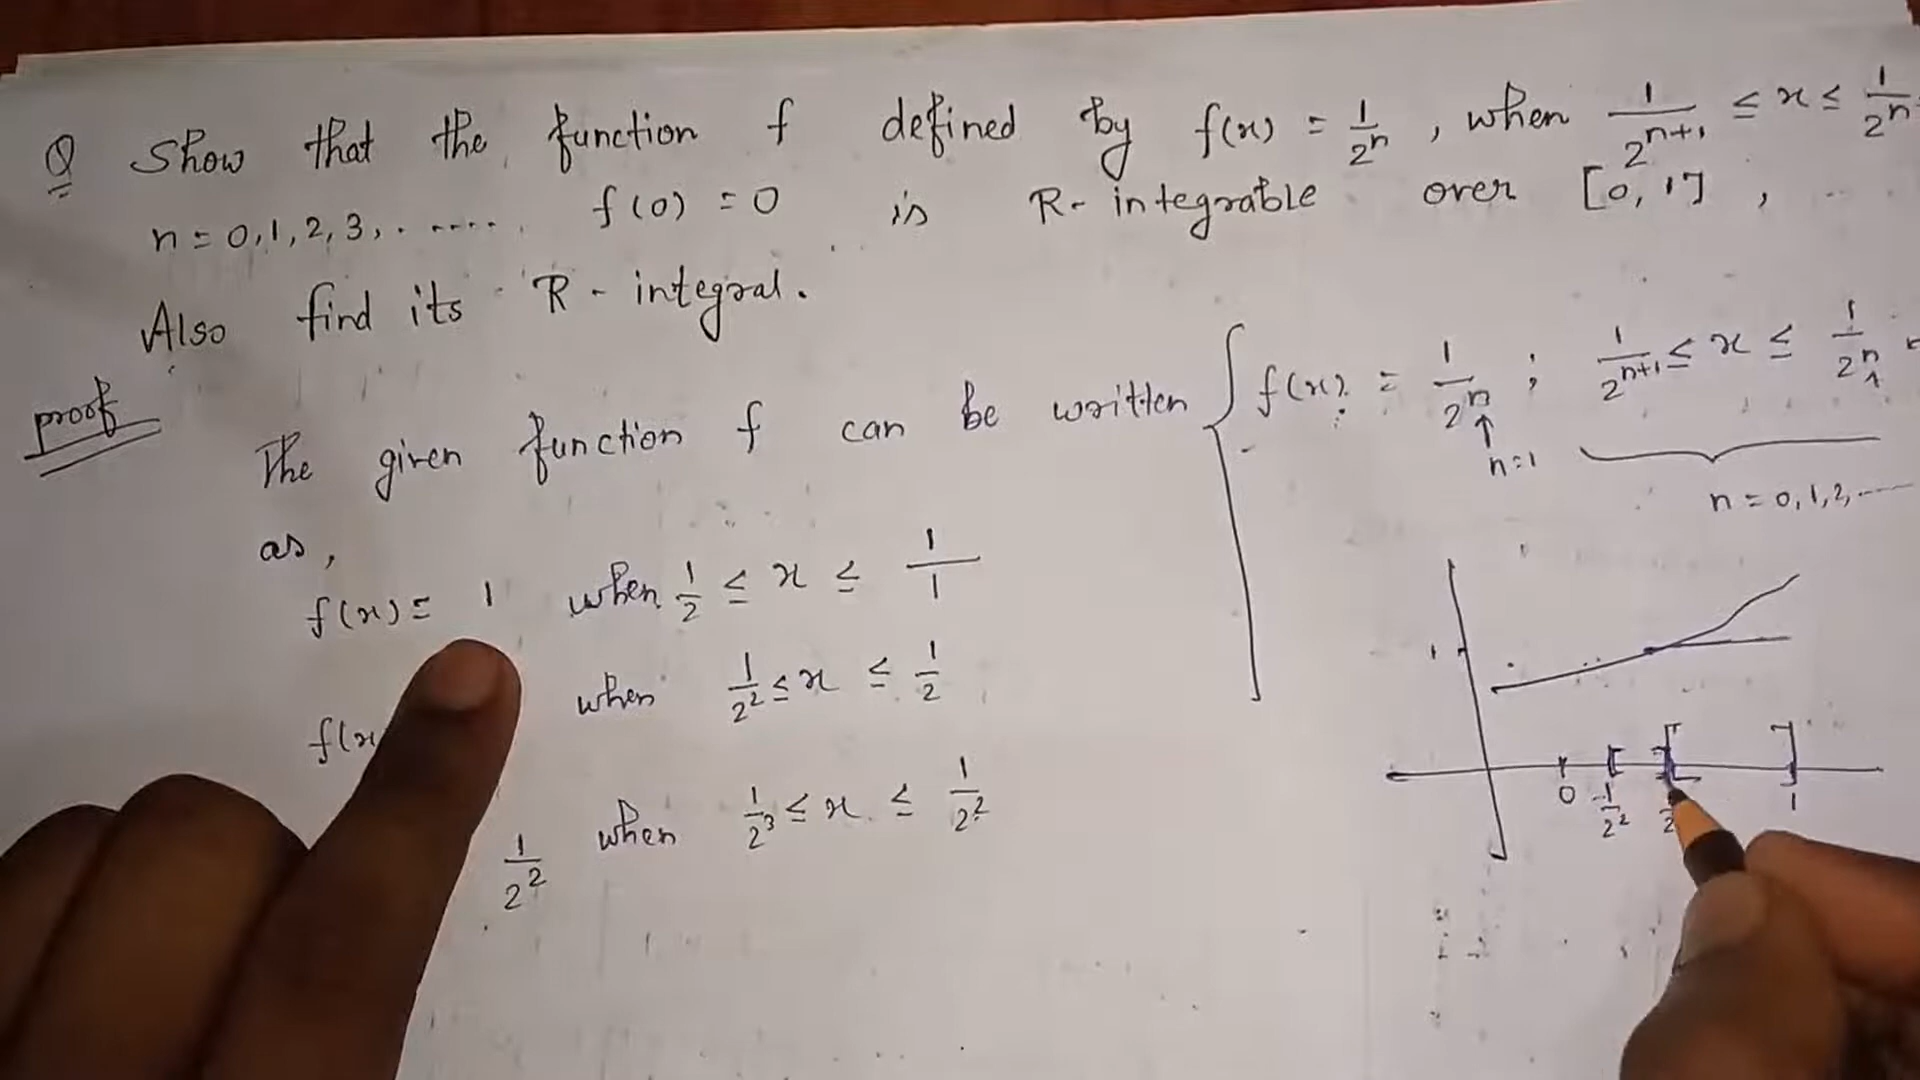 Q Show that the function f defined by f(x) = 1/2^n , when 1/2^(n+1) ≤ x ≤ 1/2^n
n = 0, 1, 2, 3, . ..... f(0) = 0 is R-integrable over [0, 1] ,
Also find its R-integral.
proof
The given function f can be written
as,
f(x) = 1/2^n ; 1/2^(n+1) ≤ x ≤ 1/2^n
n=1
n = 0, 1, 2, ----
f(x) = 1 when 1/2 ≤ x ≤ 1/1
f(x when 1/2^2 ≤ x ≤ 1/2
1/2^2 when 1/2^3 ≤ x ≤ 1/2^2
1
0 1/2^2 1